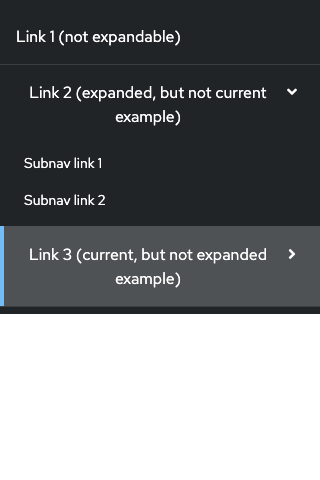 Link 1 (not expandable)
Link 2 (expanded, but not current
example)
Subnav link 1
Subnav link 2
Link 3 (current, but not expanded
example)